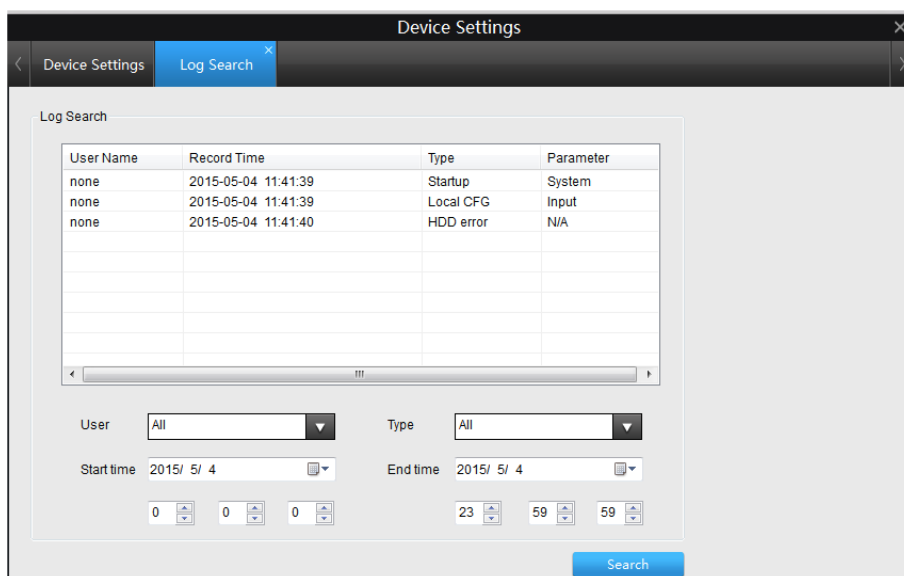 Device Settings
Device Settings Log Search
Log Search
User Name Record Time Type Parameter
none 2015-05-04 11:41:39 Startup System
none 2015-05-04 11:41:39 Local CFG Input
none 2015-05-04 11:41:40 HDD error N/A
User All Type All
Start time 2015/ 5/ 4 End time 2015/ 5/ 4
0 0 0 23 59 59
Search